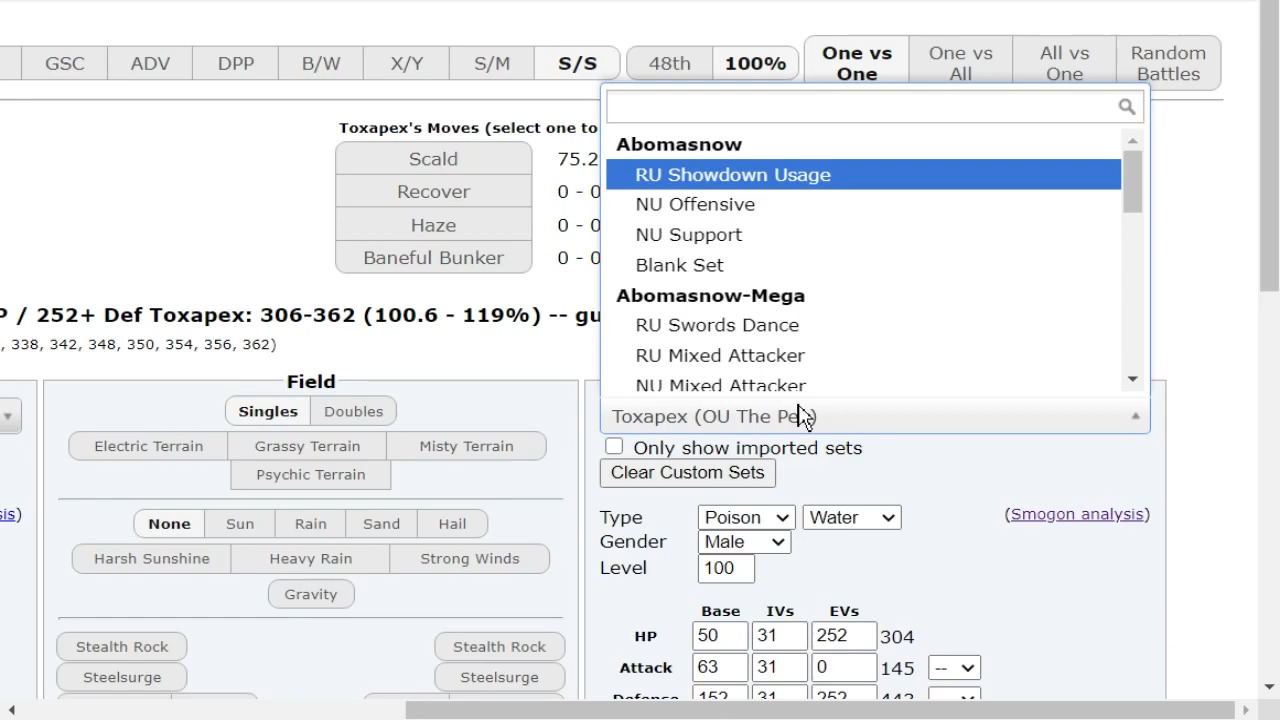 GSC ADV DPP B/W X/Y S/M S/S 48th 100% One vs One One vs All All vs One Random Battles
Toxapex's Moves (select one to
Scald 75.2
Recover 0 - 0
Haze 0 - 0
Baneful Bunker 0 - 0
P / 252+ Def Toxapex: 306-362 (100.6 - 119%) -- gu
, 338, 342, 348, 350, 354, 356, 362)
Abomasnow
RU Showdown Usage
NU Offensive
NU Support
Blank Set
Abomasnow-Mega
RU Swords Dance
RU Mixed Attacker
NU Mixed Attacker
Toxapex (OU The Pe
Only show imported sets
Clear Custom Sets
Field
Singles Doubles
Electric Terrain Grassy Terrain Misty Terrain
Psychic Terrain
None Sun Rain Sand Hail
Harsh Sunshine Heavy Rain Strong Winds
Gravity
Stealth Rock Stealth Rock
Steelsurge Steelsurge
sis)
Type Poison Water (Smogon analysis)
Gender Male
Level 100
Base IVs EVs
HP 50 31 252 304
Attack 63 31 0 145 --
Defense 152 31 252 443